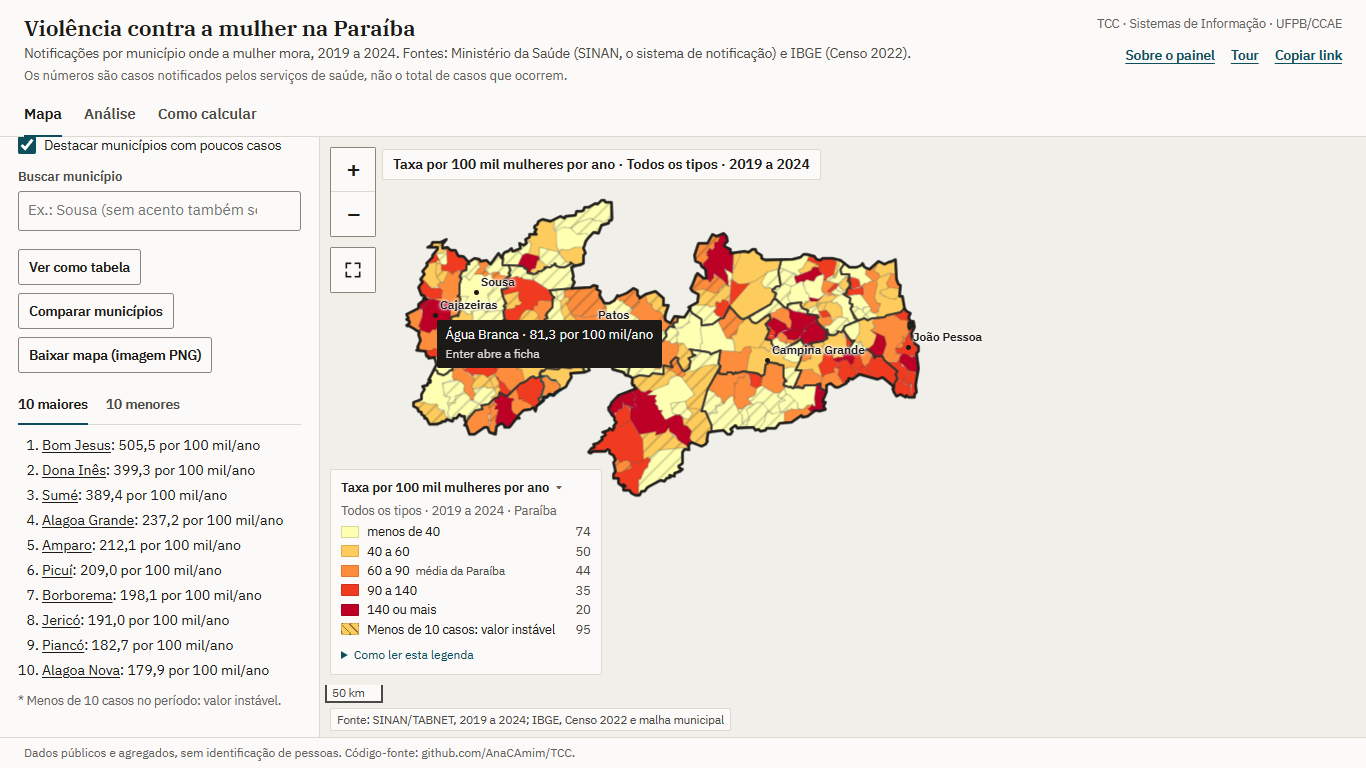 Violência contra a mulher na Paraíba
Notificações por município onde a mulher mora, 2019 a 2024. Fontes: Ministério da Saúde (SINAN, o sistema de notificação) e IBGE (Censo 2022).
Os números são casos notificados pelos serviços de saúde, não o total de casos que ocorrem.
TCC · Sistemas de Informação · UFPB/CCAE
Sobre o painel Tour Copiar link
Mapa Análise Como calcular
Destacar municípios com poucos casos
Buscar município
Ex.: Sousa (sem acento também se
Ver como tabela
Comparar municípios
Baixar mapa (imagem PNG)
10 maiores 10 menores
1. Bom Jesus: 505,5 por 100 mil/ano
2. Dona Inês: 399,3 por 100 mil/ano
3. Sumé: 389,4 por 100 mil/ano
4. Alagoa Grande: 237,2 por 100 mil/ano
5. Amparo: 212,1 por 100 mil/ano
6. Picuí: 209,0 por 100 mil/ano
7. Borborema: 198,1 por 100 mil/ano
8. Jericó: 191,0 por 100 mil/ano
9. Piancó: 182,7 por 100 mil/ano
10. Alagoa Nova: 179,9 por 100 mil/ano
* Menos de 10 casos no período: valor instável.
+
−
Taxa por 100 mil mulheres por ano · Todos os tipos · 2019 a 2024
Sousa
Cajazeiras
Patos
Água Branca · 81,3 por 100 mil/ano
Enter abre a ficha
Campina Grande
João Pessoa
Taxa por 100 mil mulheres por ano
Todos os tipos · 2019 a 2024 · Paraíba
menos de 40 74
40 a 60 50
60 a 90 média da Paraíba 44
90 a 140 35
140 ou mais 20
Menos de 10 casos: valor instável 95
Como ler esta legenda
50 km
Fonte: SINAN/TABNET, 2019 a 2024; IBGE, Censo 2022 e malha municipal
Dados públicos e agregados, sem identificação de pessoas. Código-fonte: github.com/AnaCAmim/TCC.